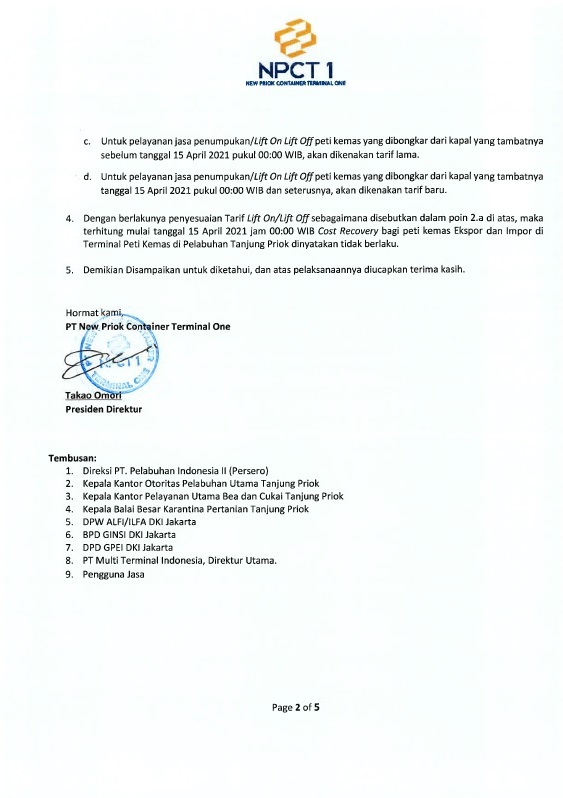 NPCT 1
NEW PRIOK CONTAINER TERMINAL ONE
c. Untuk pelayanan jasa penumpukan/Lift On Lift Off peti kemas yang dibongkar dari kapal yang tambatnya
sebelum tanggal 15 April 2021 pukul 00:00 WIB, akan dikenakan tarif lama.
d. Untuk pelayanan jasa penumpukan/Lift On Lift Off peti kemas yang dibongkar dari kapal yang tambatnya
tanggal 15 April 2021 pukul 00:00 WIB dan seterusnya, akan dikenakan tarif baru.
4. Dengan berlakunya penyesuaian Tarif Lift On/Lift Off sebagaimana disebutkan dalam poin 2.a di atas, maka
terhitung mulai tanggal 15 April 2021 jam 00:00 WIB Cost Recovery bagi peti kemas Ekspor dan Impor di
Terminal Peti Kemas di Pelabuhan Tanjung Priok dinyatakan tidak berlaku.
5. Demikian Disampaikan untuk diketahui, dan atas pelaksanaannya diucapkan terima kasih.
Hormat kami,
PT New Priok Container Terminal One
NPCT1
TERMINAL ONE
Takao Omori
Presiden Direktur
Tembusan:
1. Direksi PT. Pelabuhan Indonesia II (Persero)
2. Kepala Kantor Otoritas Pelabuhan Utama Tanjung Priok
3. Kepala Kantor Pelayanan Utama Bea dan Cukai Tanjung Priok
4. Kepala Balai Besar Karantina Pertanian Tanjung Priok
5. DPW ALFI/ILFA DKI Jakarta
6. BPD GINSI DKI Jakarta
7. DPD GPEI DKI Jakarta
8. PT Multi Terminal Indonesia, Direktur Utama.
9. Pengguna Jasa
Page 2 of 5